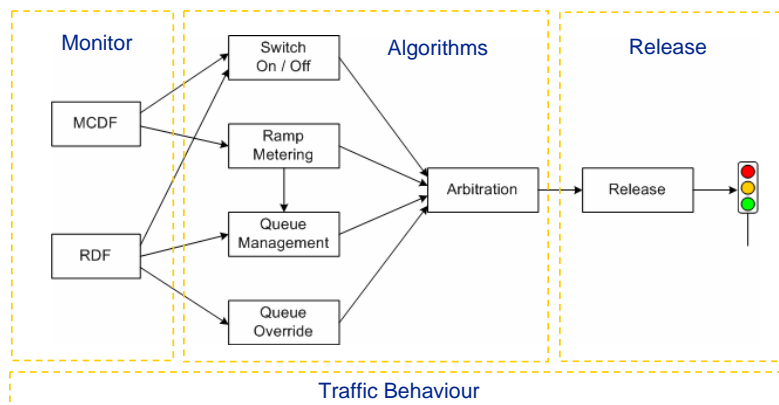 Monitor
Algorithms
Release
Switch
On / Off
MCDF
Ramp
Metering
Arbitration
Release
Queue
Management
RDF
Queue
Override
Traffic Behaviour